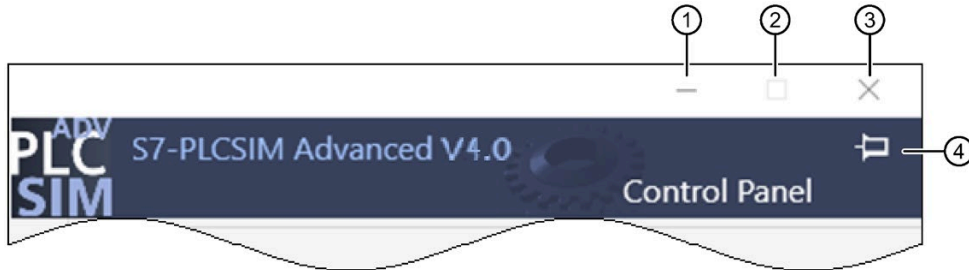 ① ② ③
ADV
PLC
SIM
S7-PLCSIM Advanced V4.0
④
Control Panel